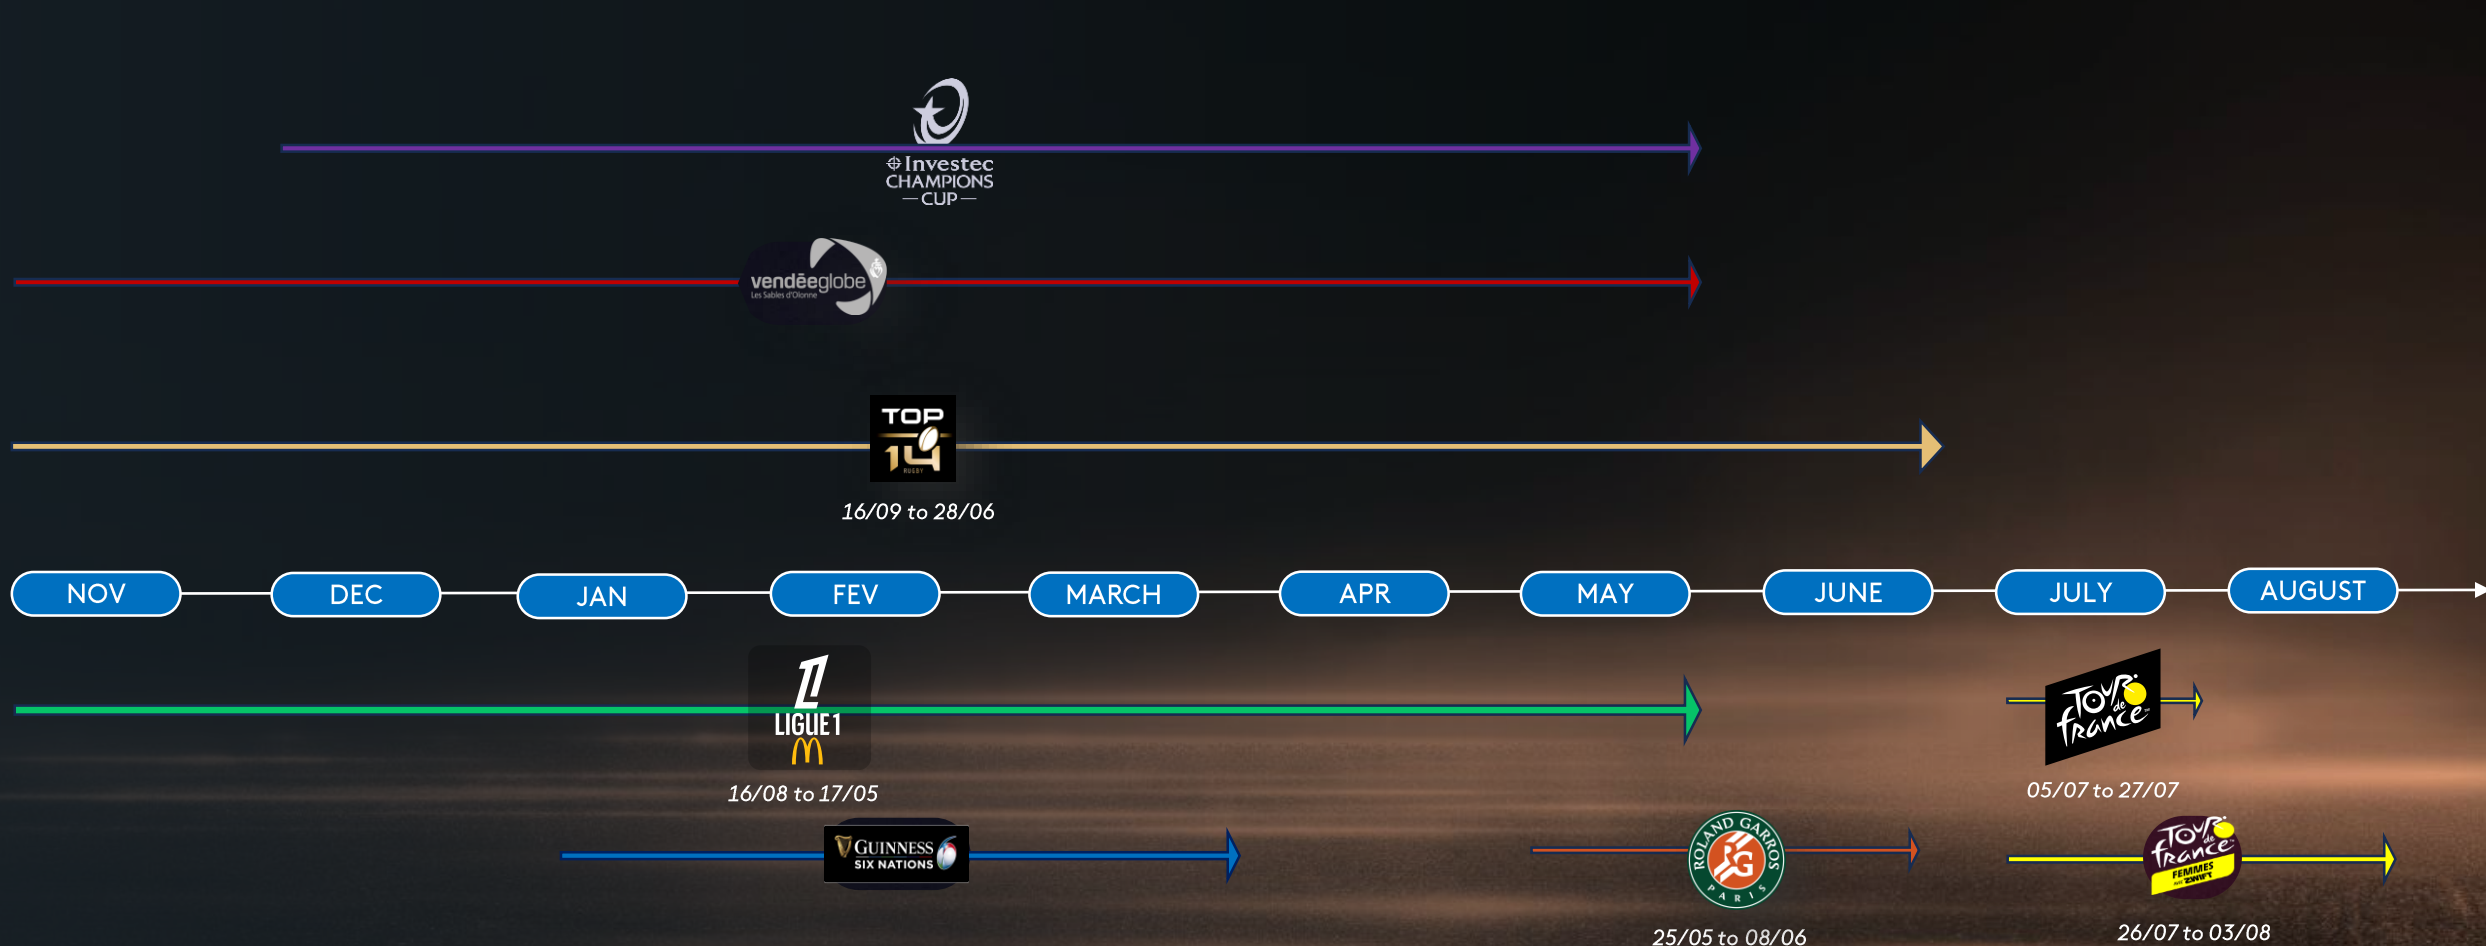 Investec
CHAMPIONS
CUP
vendéeglobe
Les Sables d'Olonne
TOP
14
RUGBY
16/09 to 28/06
NOV
DEC
JAN
FEV
MARCH
APR
MAY
JUNE
JULY
AUGUST
LIGUE 1
16/08 to 17/05
TOUR
de
france
05/07 to 27/07
GUINNESS
SIX NATIONS
ROLAND GARROS
RG
PARIS
25/05 to 08/06
TOUR
de
france
FEMMES
avec ZWIFT
26/07 to 03/08